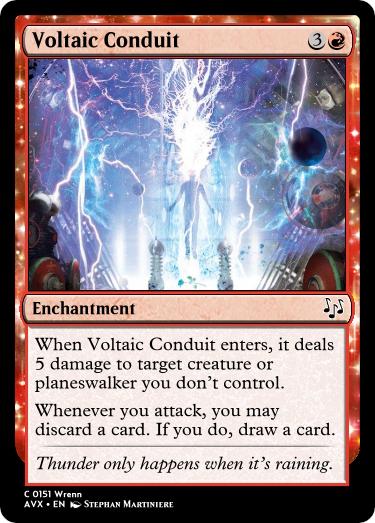 Voltaic Conduit 3
Enchantment
When Voltaic Conduit enters, it deals
5 damage to target creature or
planeswalker you don't control.
Whenever you attack, you may
discard a card. If you do, draw a card.
Thunder only happens when it's raining.
C 0151 Wrenn
AVX • EN Stephan Martiniere